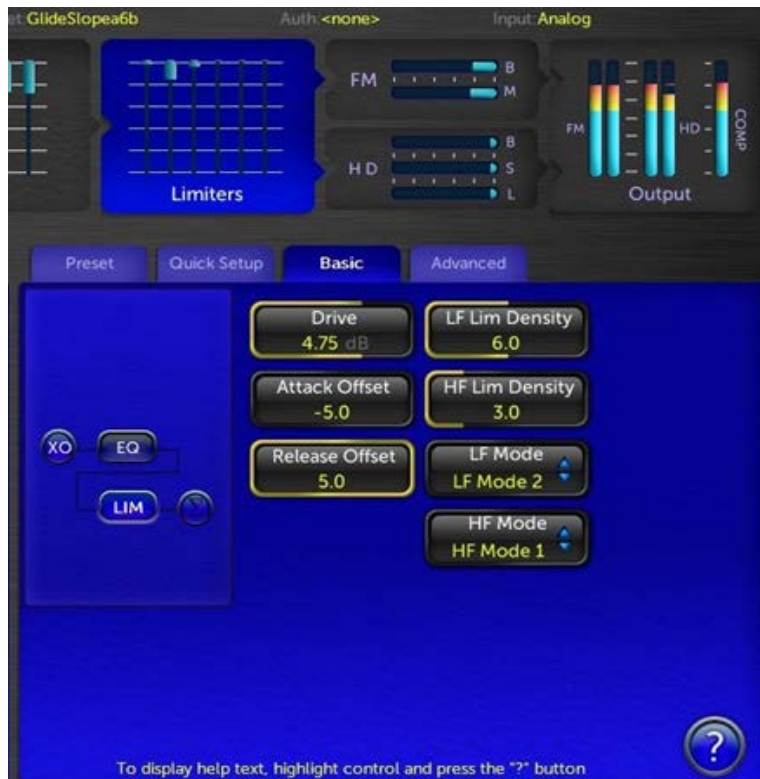 et: GlideSlopea6b Auth: <none> Input: Analog
FM B
M
HD B
S
L
Limiters
FM HD COMP
Output
Preset Quick Setup Basic Advanced
Drive
4.75 dB
LF Lim Density
6.0
Attack Offset
-5.0
HF Lim Density
3.0
XO EQ
LIM Σ
Release Offset
5.0
LF Mode
LF Mode 2
HF Mode
HF Mode 1
?
To display help text, highlight control and press the "?" button